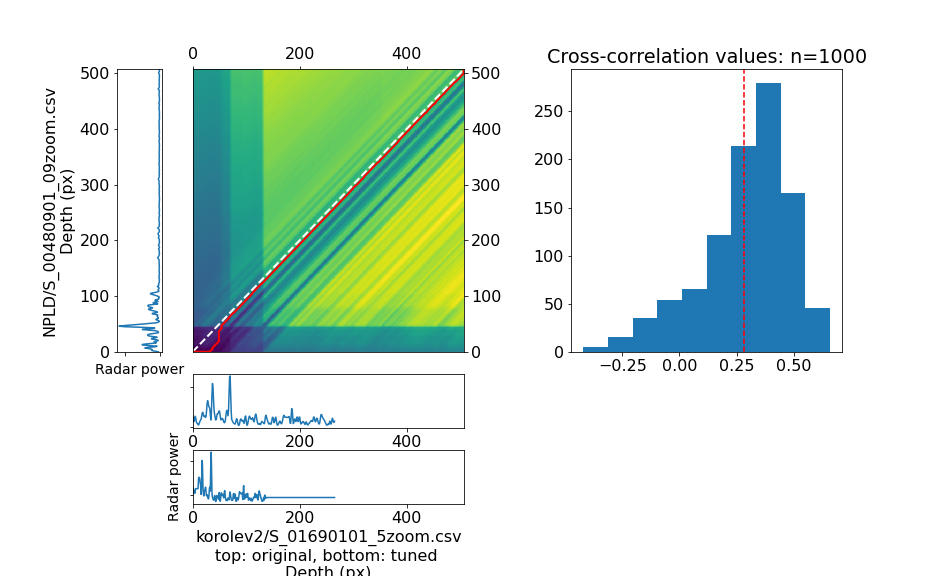 Cross-correlation values: n=1000
0 200 400
500
400
300
200
100
0
NPLD/S_00480901_09zoom.csv
Depth (px)
Radar power
500
400
300
200
100
0
250
200
150
100
50
0
−0.25 0.00 0.25 0.50
0 200 400
Radar power
0 200 400
korolev2/S_01690101_5zoom.csv
top: original, bottom: tuned
Depth (px)